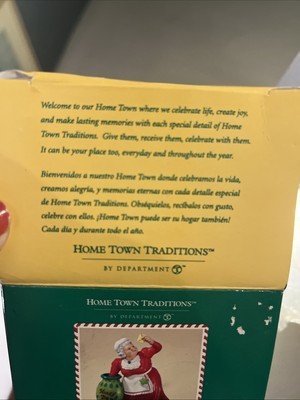 Welcome to our Home Town where we celebrate life, create joy,
and make lasting memories with each special detail of Home
Town Traditions. Give them, receive them, celebrate with them.
It can be your place too, everyday and throughout the year.
Bienvenidos a nuestro Home Town donde celebramos la vida,
creamos alegria, y memorias eternas con cada detalle especial
de Home Town Traditions. Obséquielos, recíbalos con gusto,
celebre con ellos. ¡Home Town puede ser su hogar también!
Cada dia y durante todo el año.
HOME TOWN TRADITIONS™
BY DEPARTMENT 56™
HOME TOWN TRADITIONS™
BY DEPARTMENT 56™